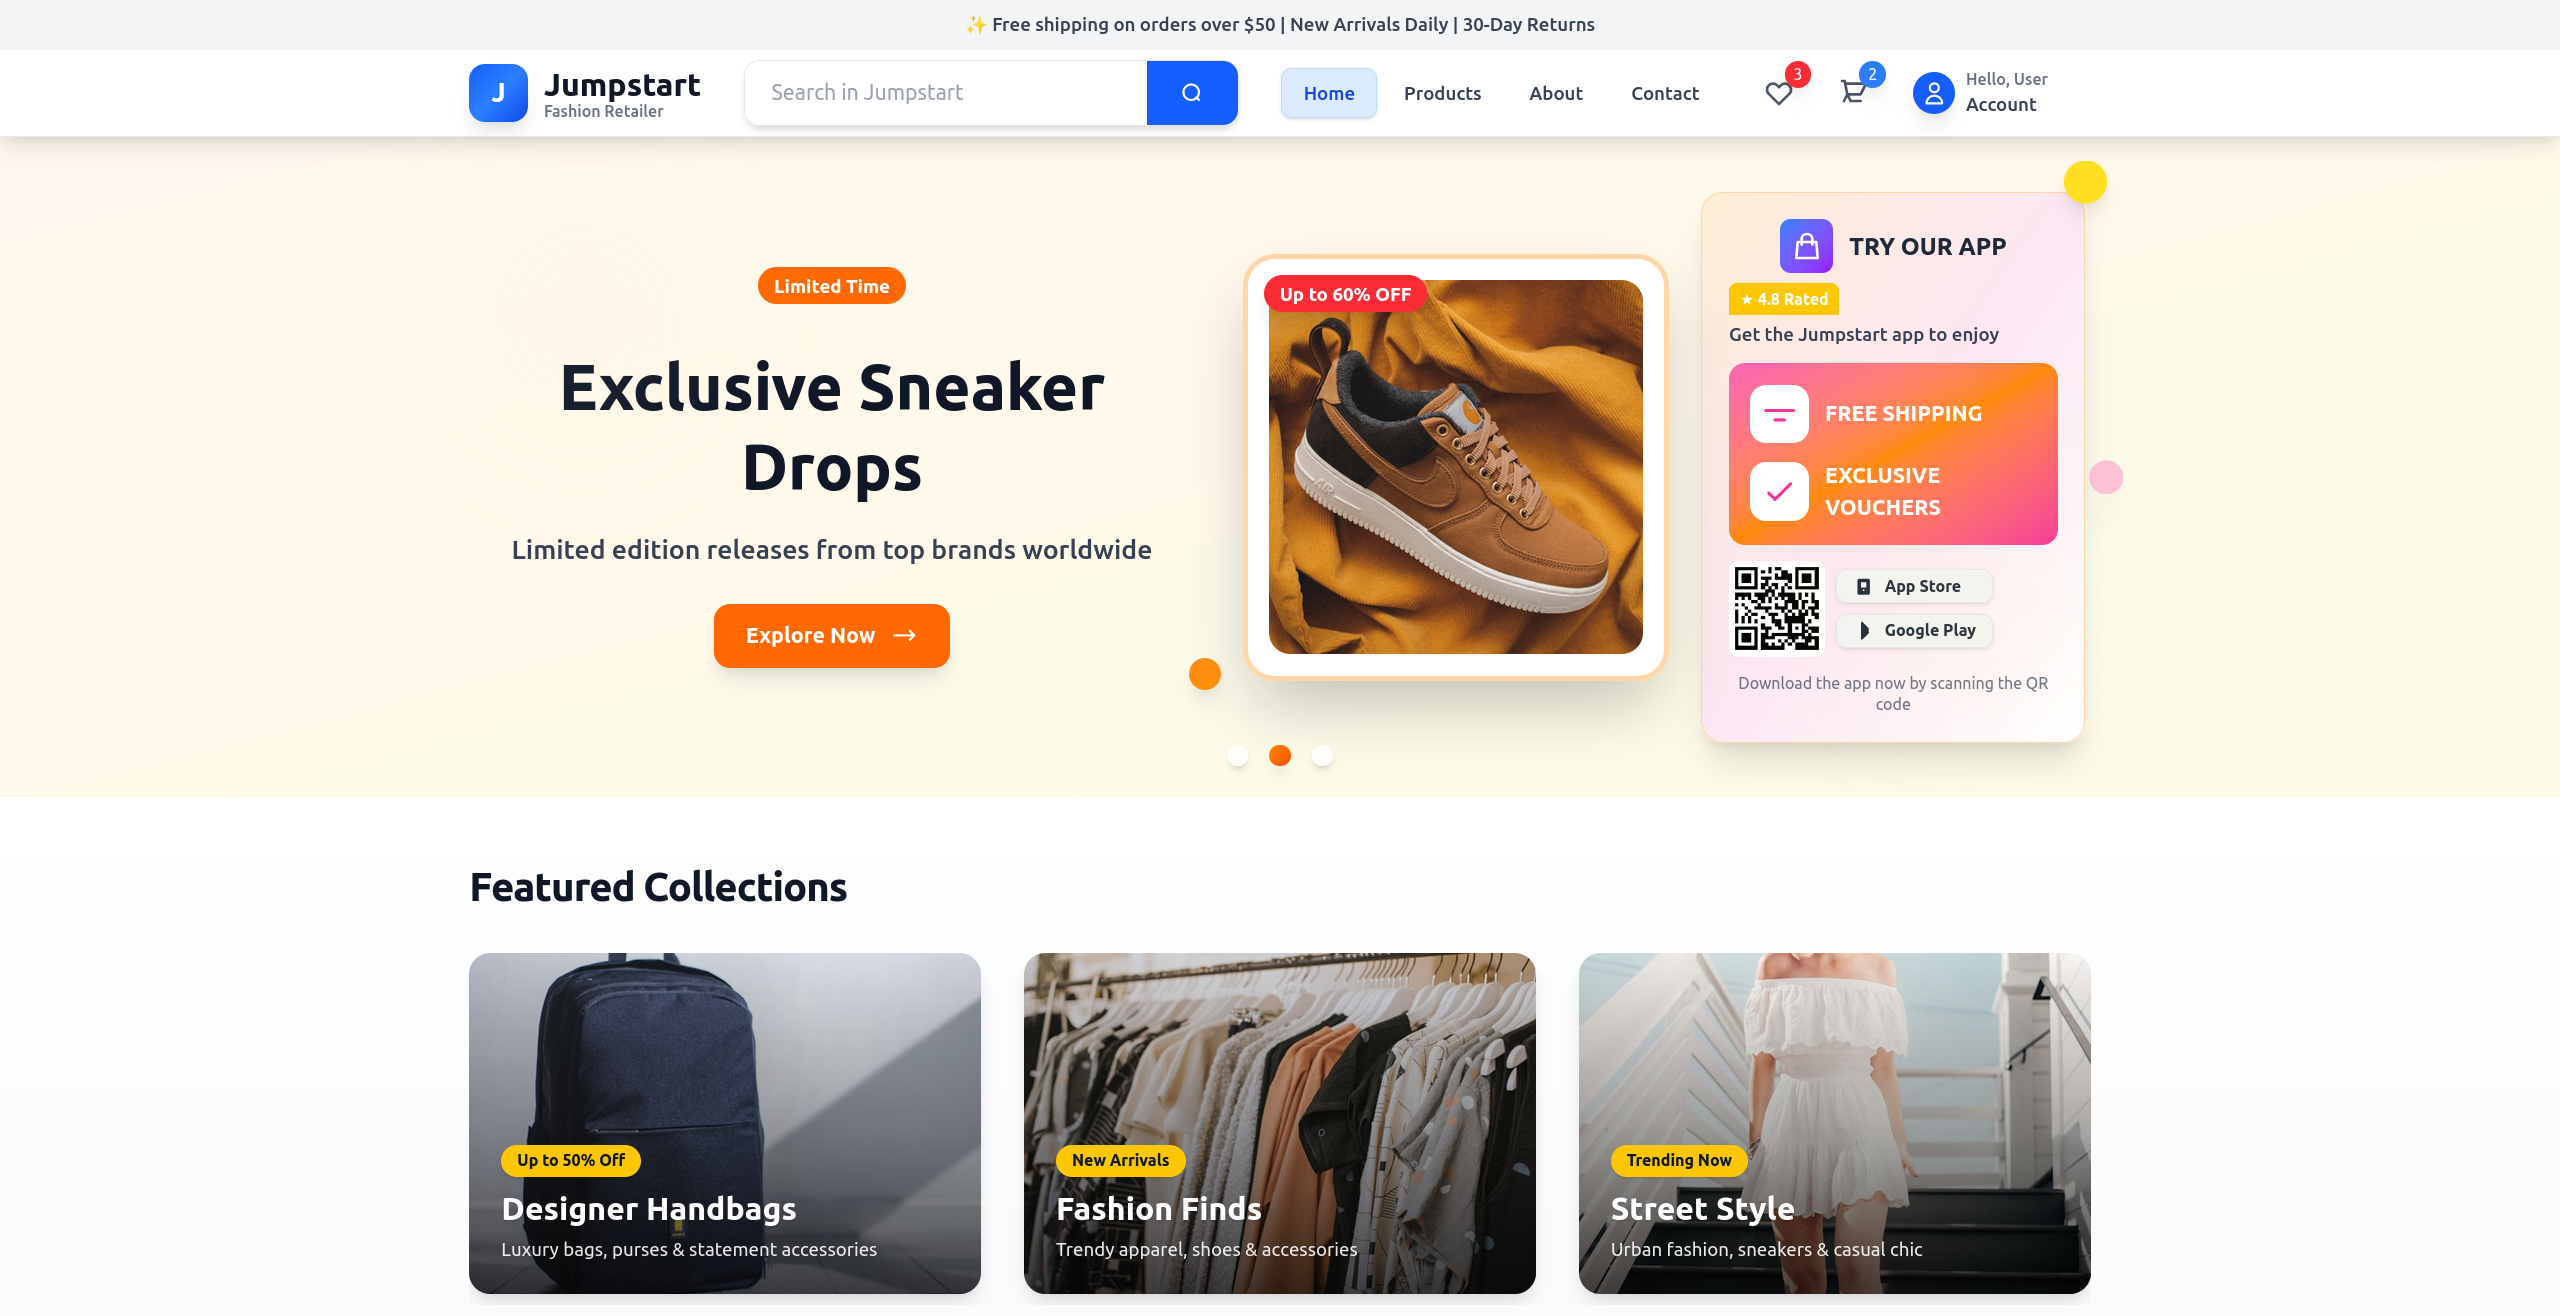 ✨ Free shipping on orders over $50 | New Arrivals Daily | 30-Day Returns
J
Jumpstart
Fashion Retailer
Search in Jumpstart
Home
Products
About
Contact
3
2
Hello, User
Account
Limited Time
Exclusive Sneaker
Drops
Limited edition releases from top brands worldwide
Explore Now →
Up to 60% OFF
TRY OUR APP
★ 4.8 Rated
Get the Jumpstart app to enjoy
FREE SHIPPING
EXCLUSIVE
VOUCHERS
App Store
Google Play
Download the app now by scanning the QR
code
Featured Collections
Up to 50% Off
Designer Handbags
Luxury bags, purses & statement accessories
New Arrivals
Fashion Finds
Trendy apparel, shoes & accessories
Trending Now
Street Style
Urban fashion, sneakers & casual chic